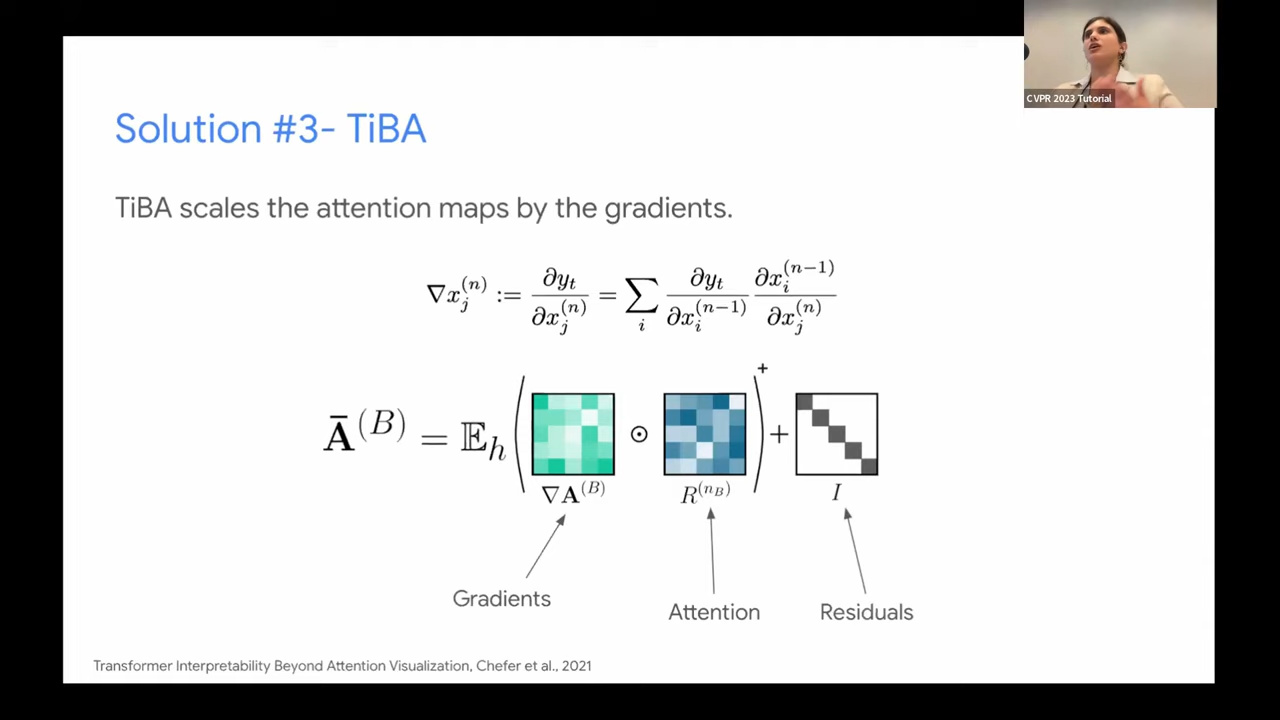 CVPR 2023 Tutorial
Solution #3- TiBA
TiBA scales the attention maps by the gradients.
∇x_j^{(n)} := ∂y_t/∂x_j^{(n)} = ∑_i ∂y_t/∂x_i^{(n-1)} ∂x_i^{(n-1)}/∂x_j^{(n)}
Ā^{(B)} = 𝔼_h ( ∇A^{(B)} ⊙ R^{(n_B)} )^+ + I
Gradients
Attention
Residuals
Transformer Interpretability Beyond Attention Visualization, Chefer et al., 2021